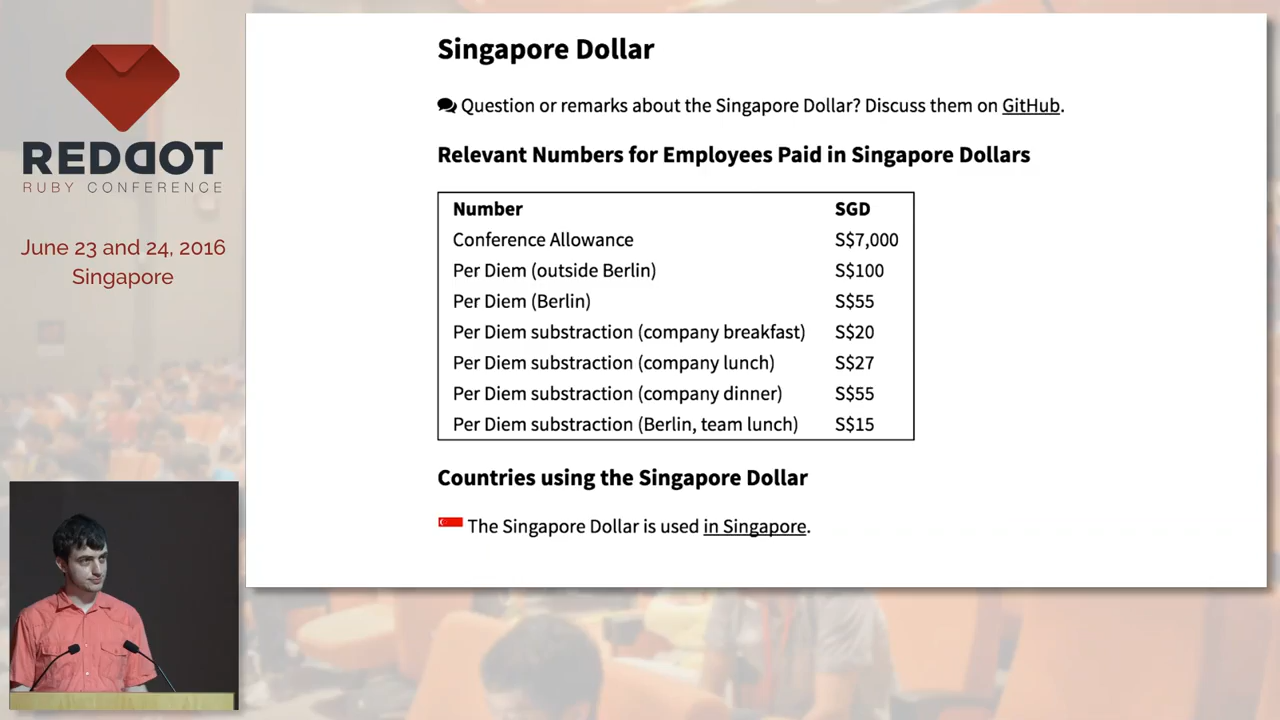 REDDOT
RUBY CONFERENCE
June 23 and 24, 2016
Singapore
Singapore Dollar
Question or remarks about the Singapore Dollar? Discuss them on GitHub.
Relevant Numbers for Employees Paid in Singapore Dollars
Number SGD
Conference Allowance S$7,000
Per Diem (outside Berlin) S$100
Per Diem (Berlin) S$55
Per Diem substraction (company breakfast) S$20
Per Diem substraction (company lunch) S$27
Per Diem substraction (company dinner) S$55
Per Diem substraction (Berlin, team lunch) S$15
Countries using the Singapore Dollar
The Singapore Dollar is used in Singapore.